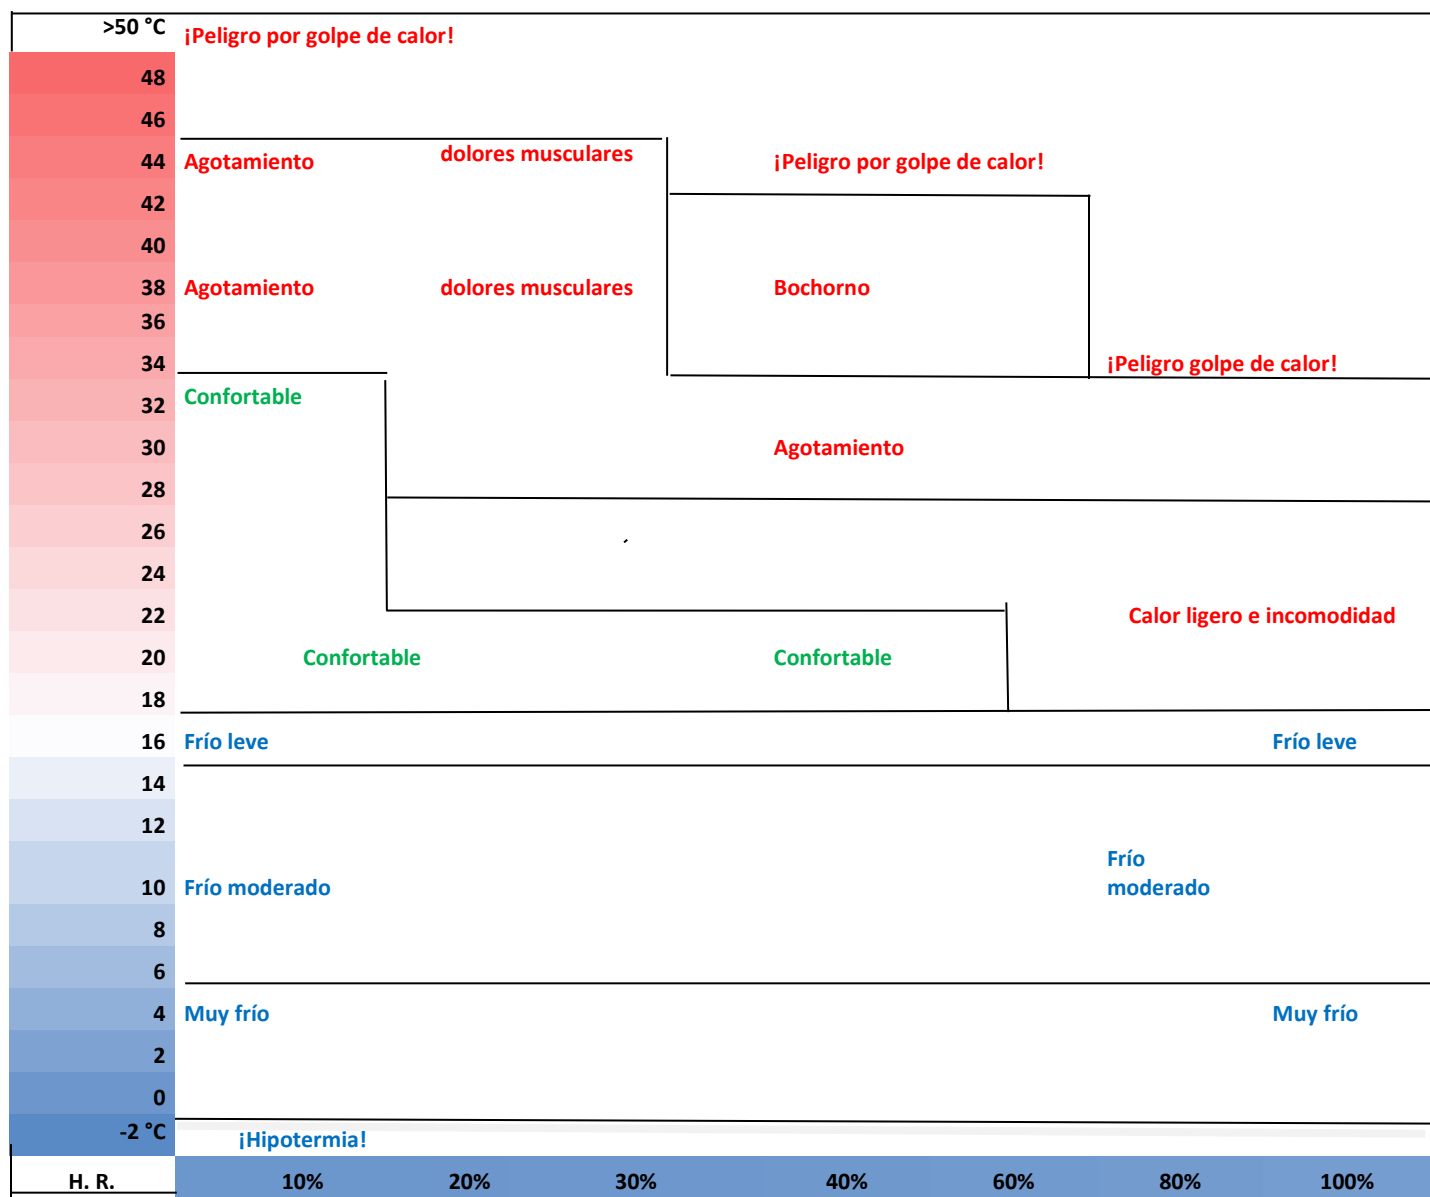 >50 °C ¡Peligro por golpe de calor!
48
46
44 Agotamiento dolores musculares ¡Peligro por golpe de calor!
42
40
38 Agotamiento dolores musculares Bochorno
36
34 ¡Peligro golpe de calor!
32 Confortable
30 Agotamiento
28
26
24
22 Calor ligero e incomodidad
20 Confortable Confortable
18
16 Frío leve Frío leve
14
12
Frío
10 Frío moderado moderado
8
6
4 Muy frío Muy frío
2
0
-2 °C ¡Hipotermia!
H. R. 10% 20% 30% 40% 60% 80% 100%